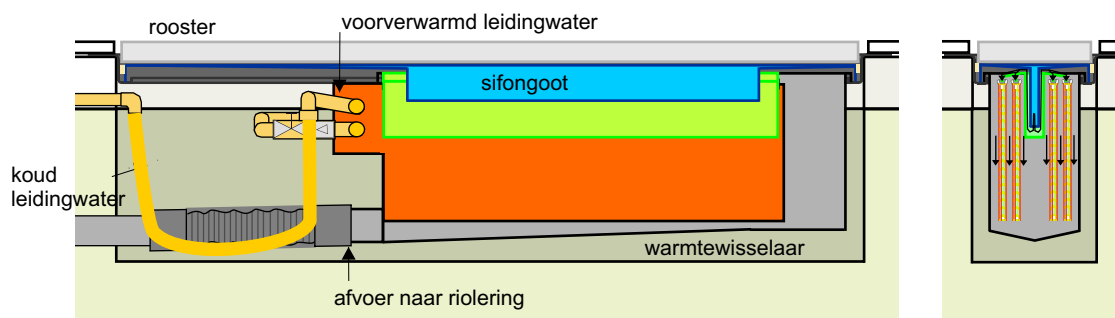 rooster
voorverwarmd leidingwater
sifongoot
koud
leidingwater
warmtewisselaar
afvoer naar riolering